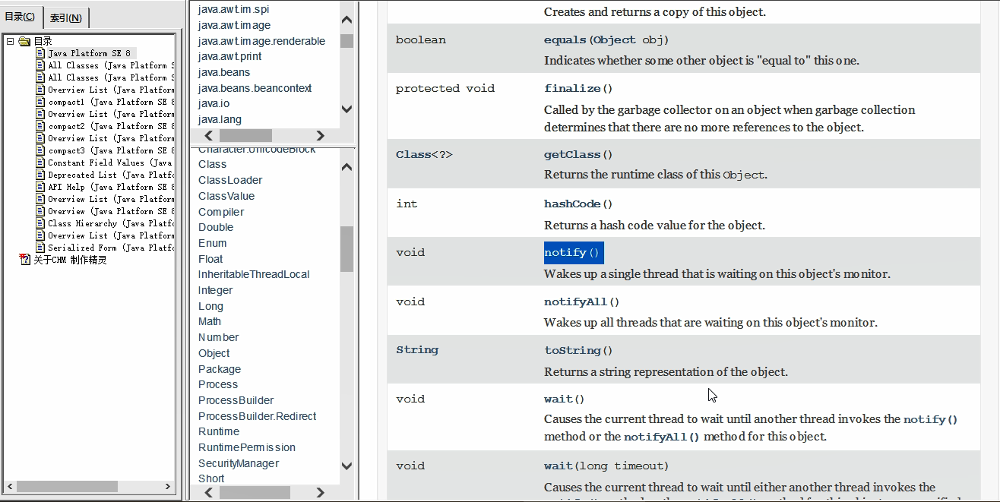 目录(C) 索引(N)
目录
Java Platform SE 8
All Classes (Java Platform S
All Classes (Java Platform S
Overview List (Java Platform
compact1 (Java Platform SE 8
Overview List (Java Platform
compact2 (Java Platform SE 8
Overview List (Java Platform
compact3 (Java Platform SE 8
Constant Field Values (Java
Deprecated List (Java Platfo
API Help (Java Platform SE 8
Overview List (Java Platform
Overview (Java Platform SE 8
Class Hierarchy (Java Platfo
Overview List (Java Platform
Serialized Form (Java Platfo
关于CHM 制作精灵
java.awt.im.spi
java.awt.image
java.awt.image.renderable
java.awt.print
java.beans
java.beans.beancontext
java.io
java.lang
Character.UnicodeBlock
Class
ClassLoader
ClassValue
Compiler
Double
Enum
Float
InheritableThreadLocal
Integer
Long
Math
Number
Object
Package
Process
ProcessBuilder
ProcessBuilder.Redirect
Runtime
RuntimePermission
SecurityManager
Short
Creates and returns a copy of this object.
boolean equals(Object obj)
Indicates whether some other object is "equal to" this one.
protected void finalize()
Called by the garbage collector on an object when garbage collection
determines that there are no more references to the object.
Class<?> getClass()
Returns the runtime class of this Object.
int hashCode()
Returns a hash code value for the object.
void notify()
Wakes up a single thread that is waiting on this object's monitor.
void notifyAll()
Wakes up all threads that are waiting on this object's monitor.
String toString()
Returns a string representation of the object.
void wait()
Causes the current thread to wait until another thread invokes the notify()
method or the notifyAll() method for this object.
void wait(long timeout)
Causes the current thread to wait until either another thread invokes the